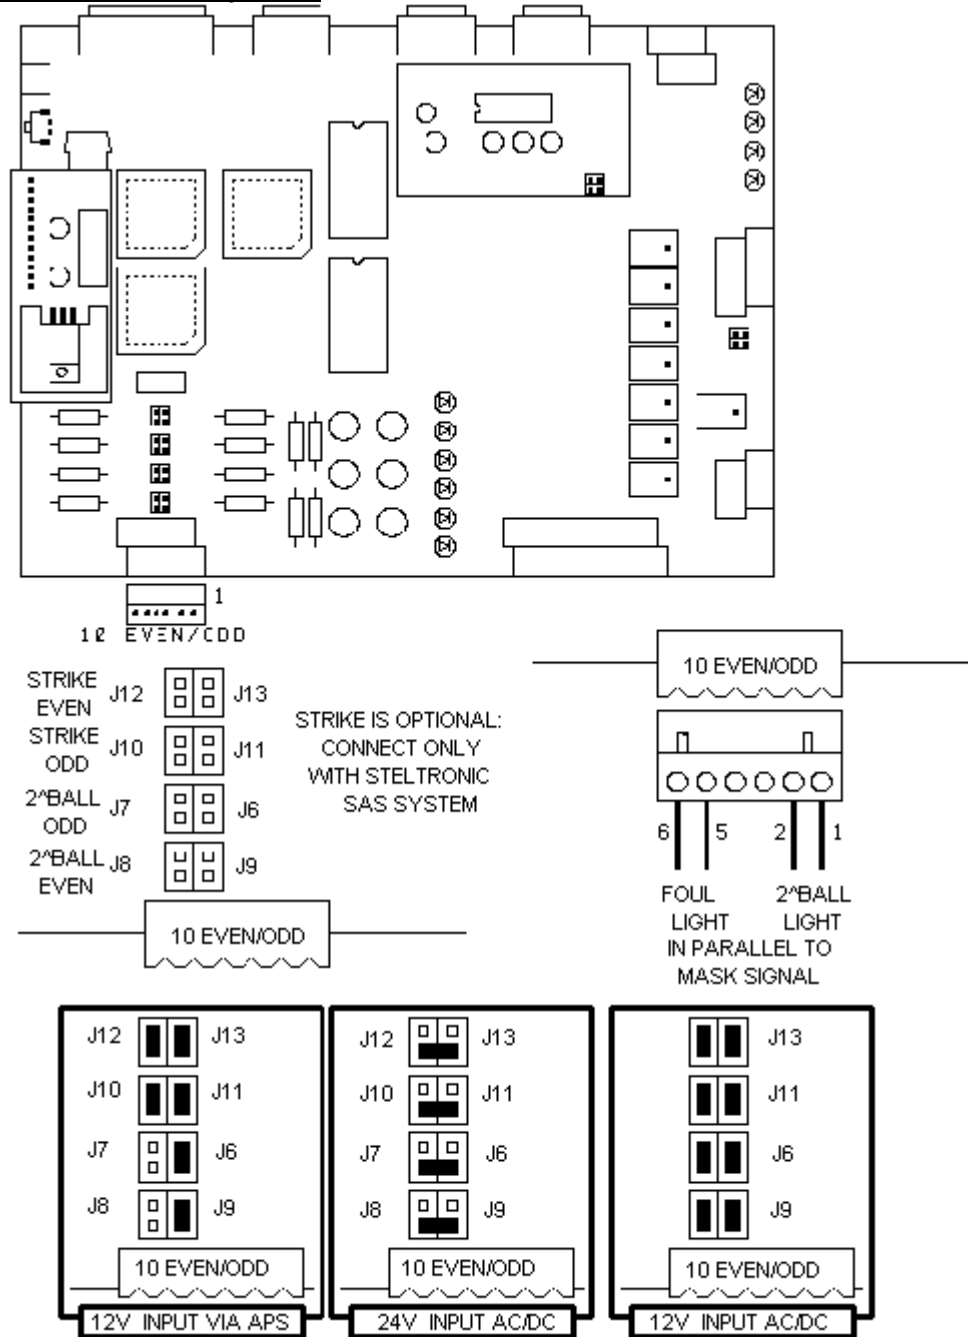 1
10 EVEN/ODD
STRIKE EVEN J12 J13
STRIKE ODD J10 J11
2^BALL ODD J7 J6
2^BALL EVEN J8 J9
STRIKE IS OPTIONAL:
CONNECT ONLY
WITH STELTRONIC
SAS SYSTEM
10 EVEN/ODD
10 EVEN/ODD
6 5 2 1
FOUL LIGHT
2^BALL LIGHT
IN PARALLEL TO
MASK SIGNAL
J12 J13
J10 J11
J7 J6
J8 J9
10 EVEN/ODD
12V INPUT VIA APS
J12 J13
J10 J11
J7 J6
J8 J9
10 EVEN/ODD
24V INPUT AC/DC
J13
J11
J6
J9
10 EVEN/ODD
12V INPUT AC/DC